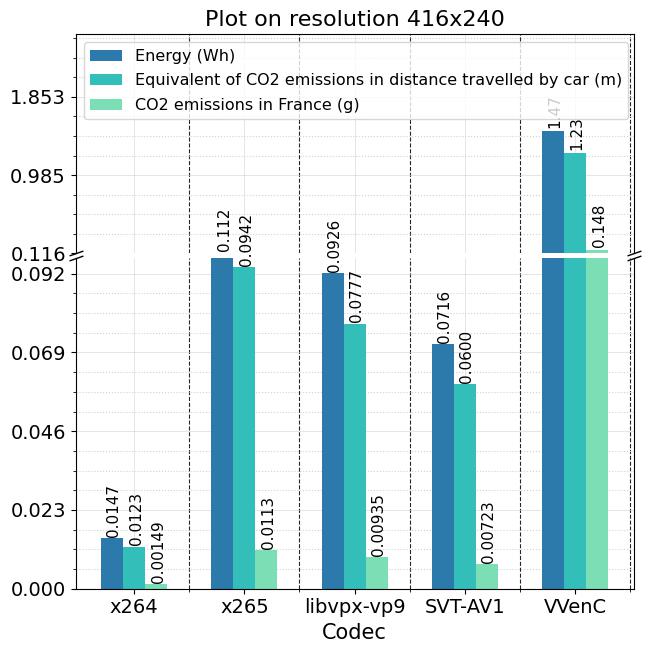 Plot on resolution 416x240
Energy (Wh)
Equivalent of CO2 emissions in distance travelled by car (m)
CO2 emissions in France (g)
1.853
0.985
0.116
0.092
0.069
0.046
0.023
0.000
0.0147
0.0123
0.00149
0.112
0.0942
0.0113
0.0926
0.0777
0.00935
0.0716
0.0600
0.00723
1.47
1.23
0.148
x264
x265
libvpx-vp9
SVT-AV1
VVenC
Codec